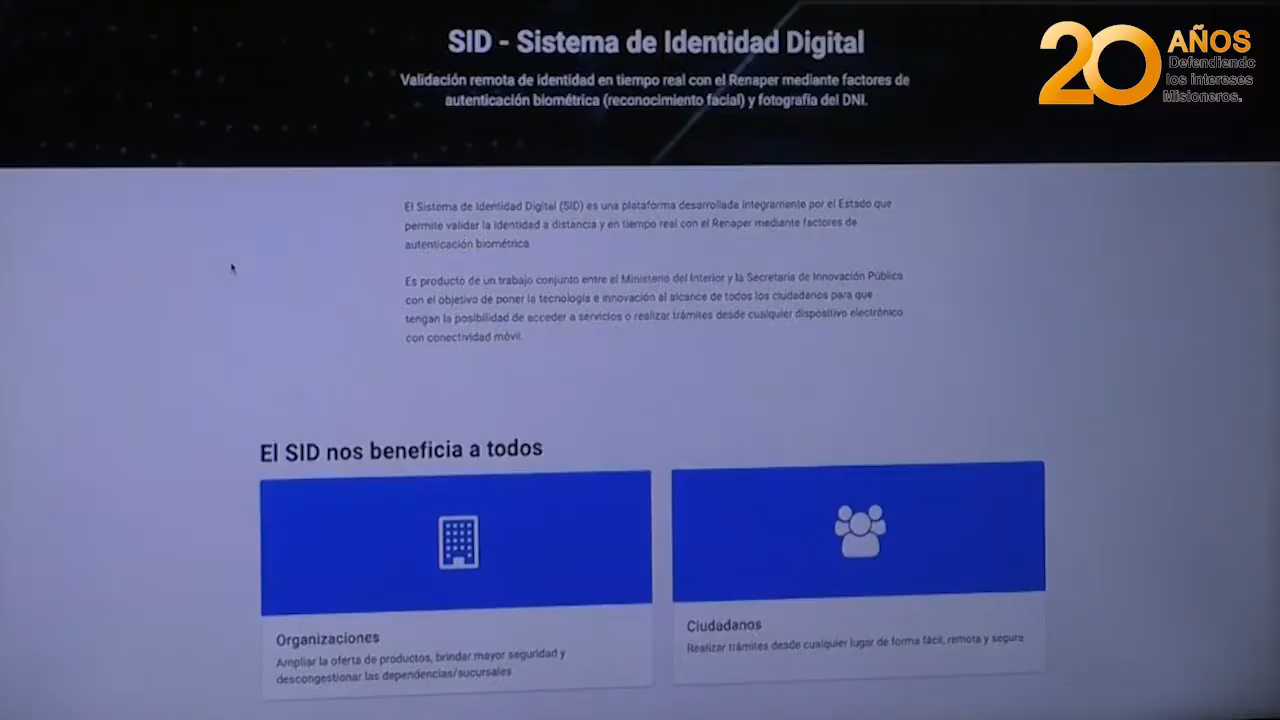 SID - Sistema de Identidad Digital
Validación remota de identidad en tiempo real con el Renaper mediante factores de
autenticación biométrica (reconocimiento facial) y fotografía del DNI.
20 AÑOS
Defendiendo
los intereses
Misioneros.
El Sistema de Identidad Digital (SID) es una plataforma desarrollada íntegramente por el Estado que
permite validar la identidad a distancia y en tiempo real con el Renaper mediante factores de
autenticación biométrica.
Es producto de un trabajo conjunto entre el Ministerio del Interior y la Secretaría de Innovación Pública
con el objetivo de poner la tecnología e innovación al alcance de todos los ciudadanos para que
tengan la posibilidad de acceder a servicios o realizar trámites desde cualquier dispositivo electrónico
con conectividad móvil.
El SID nos beneficia a todos
Organizaciones
Ampliar la oferta de productos, brindar mayor seguridad y
descongestionar las dependencias/sucursales
Ciudadanos
Realizar trámites desde cualquier lugar de forma fácil, remota y segura